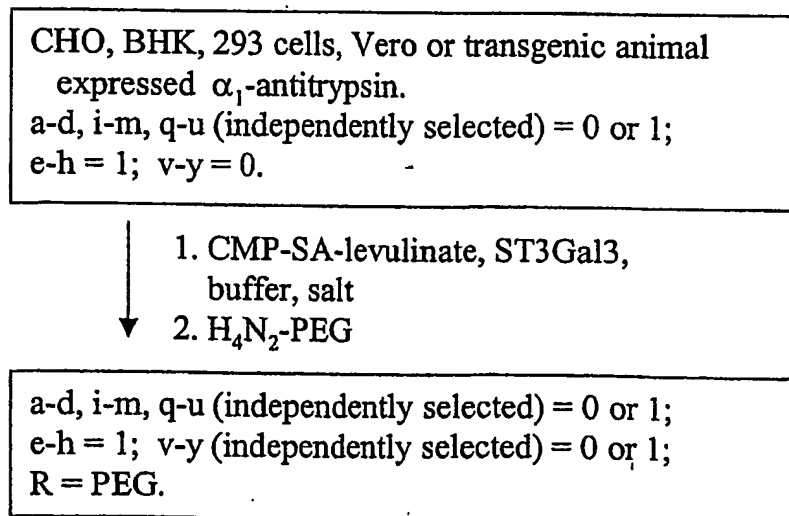 CHO, BHK, 293 cells, Vero or transgenic animal
expressed α₁-antitrypsin.
a-d, i-m, q-u (independently selected) = 0 or 1;
e-h = 1; v-y = 0.
1. CMP-SA-levulinate, ST3Gal3,
buffer, salt
2. H₄N₂-PEG
a-d, i-m, q-u (independently selected) = 0 or 1;
e-h = 1; v-y (independently selected) = 0 or 1;
R = PEG.